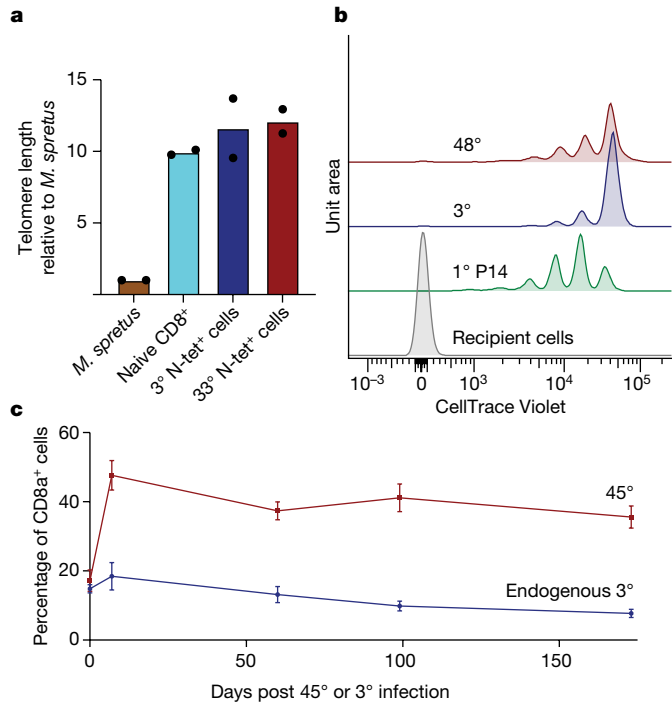 a
Telomere length
relative to M. spretus
15
10
5
M. spretus
Naive CD8⁺
3° N-tet⁺ cells
33° N-tet⁺ cells
b
Unit area
48°
3°
1° P14
Recipient cells
10⁻³
0
10³
10⁴
10⁵
CellTrace Violet
c
Percentage of CD8a⁺ cells
60
40
20
0
45°
Endogenous 3°
0
50
100
150
Days post 45° or 3° infection